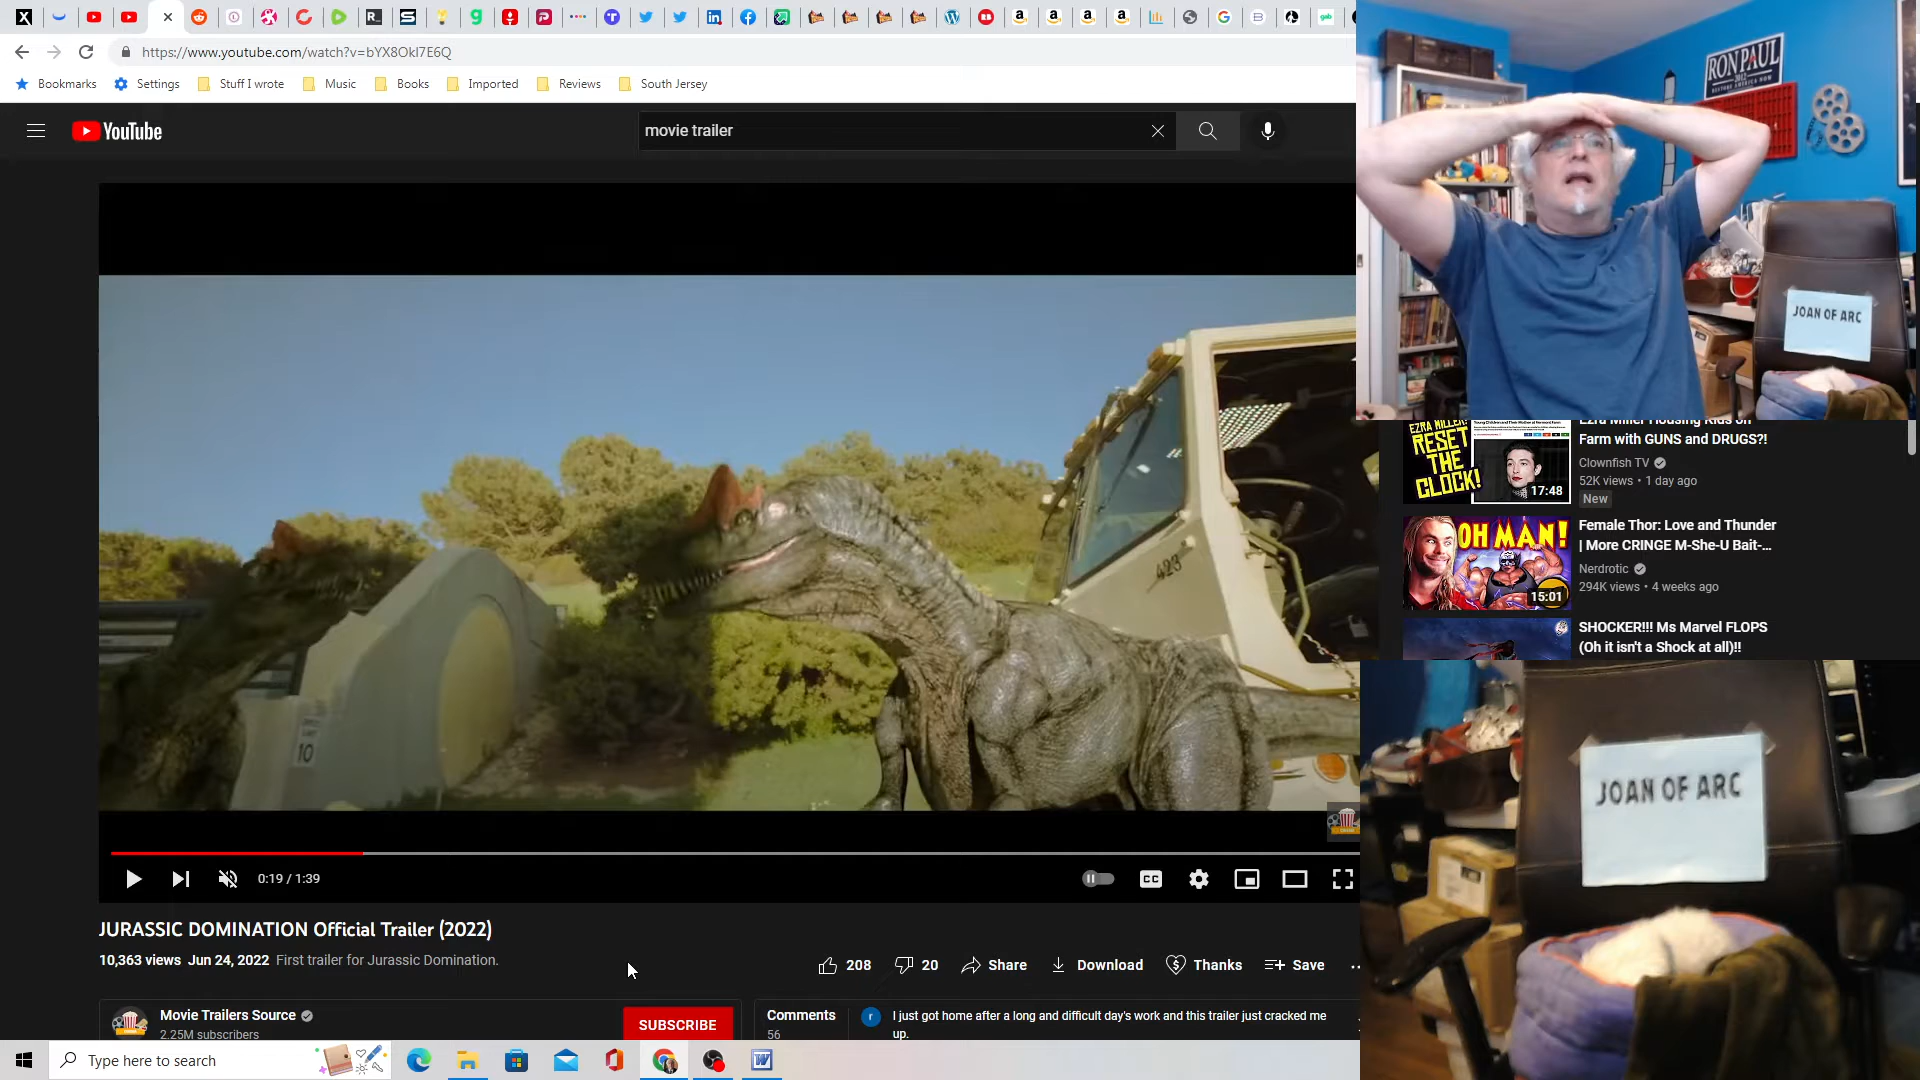 https://www.youtube.com/watch?v=bYX8OkI7E6Q
Bookmarks Settings Stuff I wrote Music Books Imported Reviews South Jersey
YouTube
movie trailer
RON PAUL
2012
JOAN OF ARC
423
10
EZRA MILLER:
RESET
THE
CLOCK!
17:48
Farm with GUNS and DRUGS?!
Clownfish TV
52K views • 1 day ago
New
OH MAN!
15:01
Female Thor: Love and Thunder
| More CRINGE M-She-U Bait-...
Nerdrotic
294K views • 4 weeks ago
SHOCKER!!! Ms Marvel FLOPS
(Oh it isn't a Shock at all)!!
JOAN OF ARC
0:19 / 1:39
CC
JURASSIC DOMINATION Official Trailer (2022)
10,363 views Jun 24, 2022 First trailer for Jurassic Domination.
208 20 Share Download Thanks Save
Movie Trailers Source
2.25M subscribers
SUBSCRIBE
Comments
56
r
I just got home after a long and difficult day's work and this trailer just cracked me
up.
Type here to search